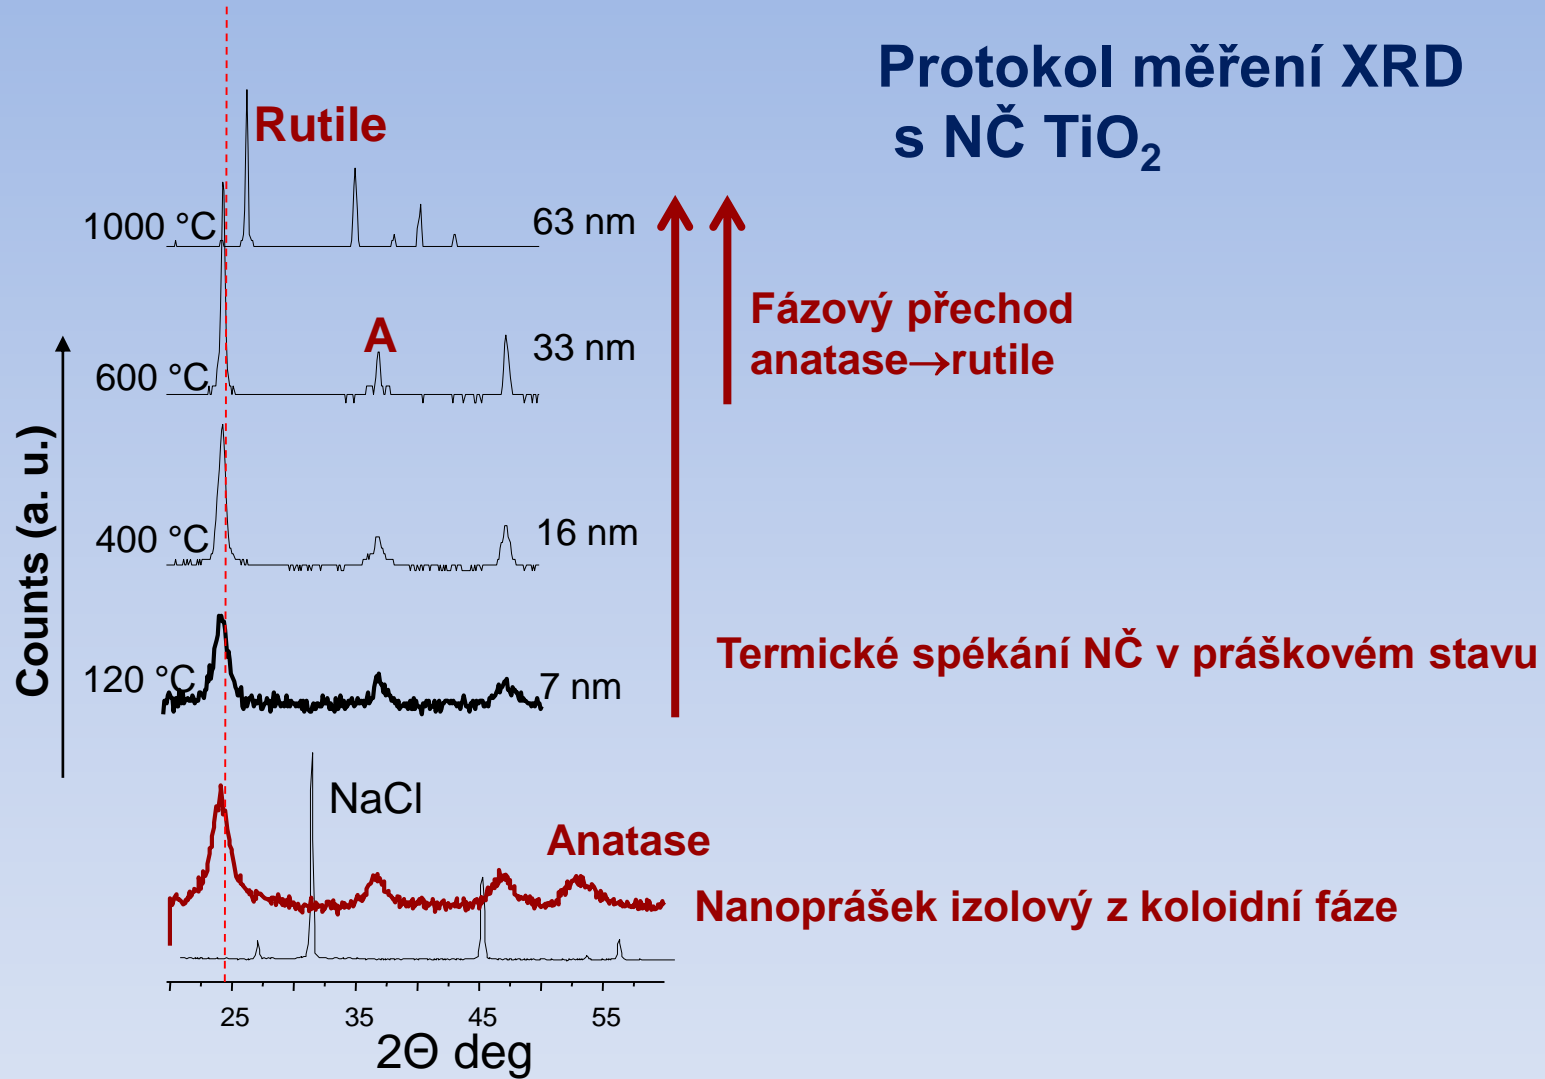 Protokol měření XRD
s NČ TiO₂
Rutile
1000 °C
63 nm
Fázový přechod
anatase→rutile
A
600 °C
33 nm
Counts (a. u.)
400 °C
16 nm
Termické spékání NČ v práškovém stavu
120 °C
7 nm
NaCl
Anatase
Nanoprášek izolový z koloidní fáze
25 35 45 55
2Θ deg